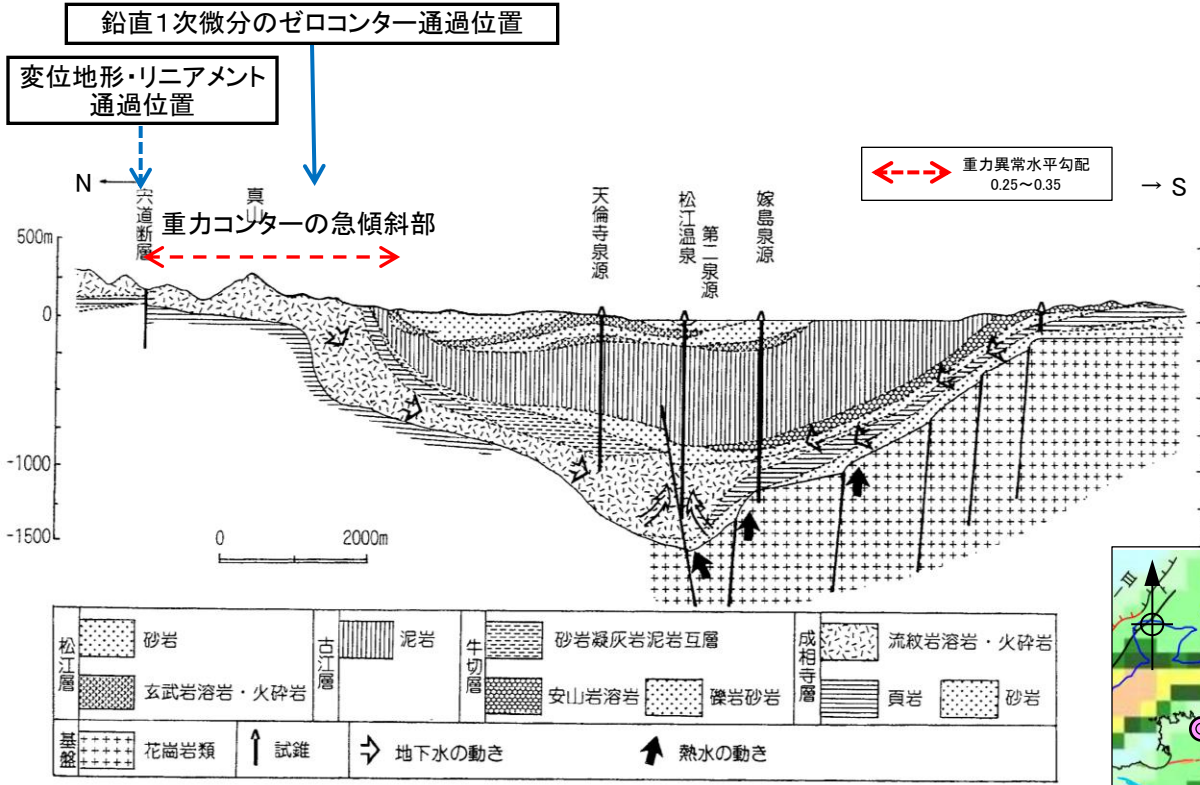 鉛直1次微分のゼロコンター通過位置
変位地形・リニアメント
通過位置
重力異常水平勾配
0.25～0.35
N
→ S
宍道断層
真山
天倫寺泉源
松江温泉
第二泉源
嫁島泉源
重力コンターの急傾斜部
500m
0
-1000
-1500
0 2000m
松江層
砂岩
玄武岩溶岩・火砕岩
古江層
泥岩
牛切層
砂岩凝灰岩泥岩互層
安山岩溶岩
礫岩砂岩
成相寺層
流紋岩溶岩・火砕岩
頁岩
砂岩
基盤
花崗岩類
試錐
地下水の動き
熱水の動き